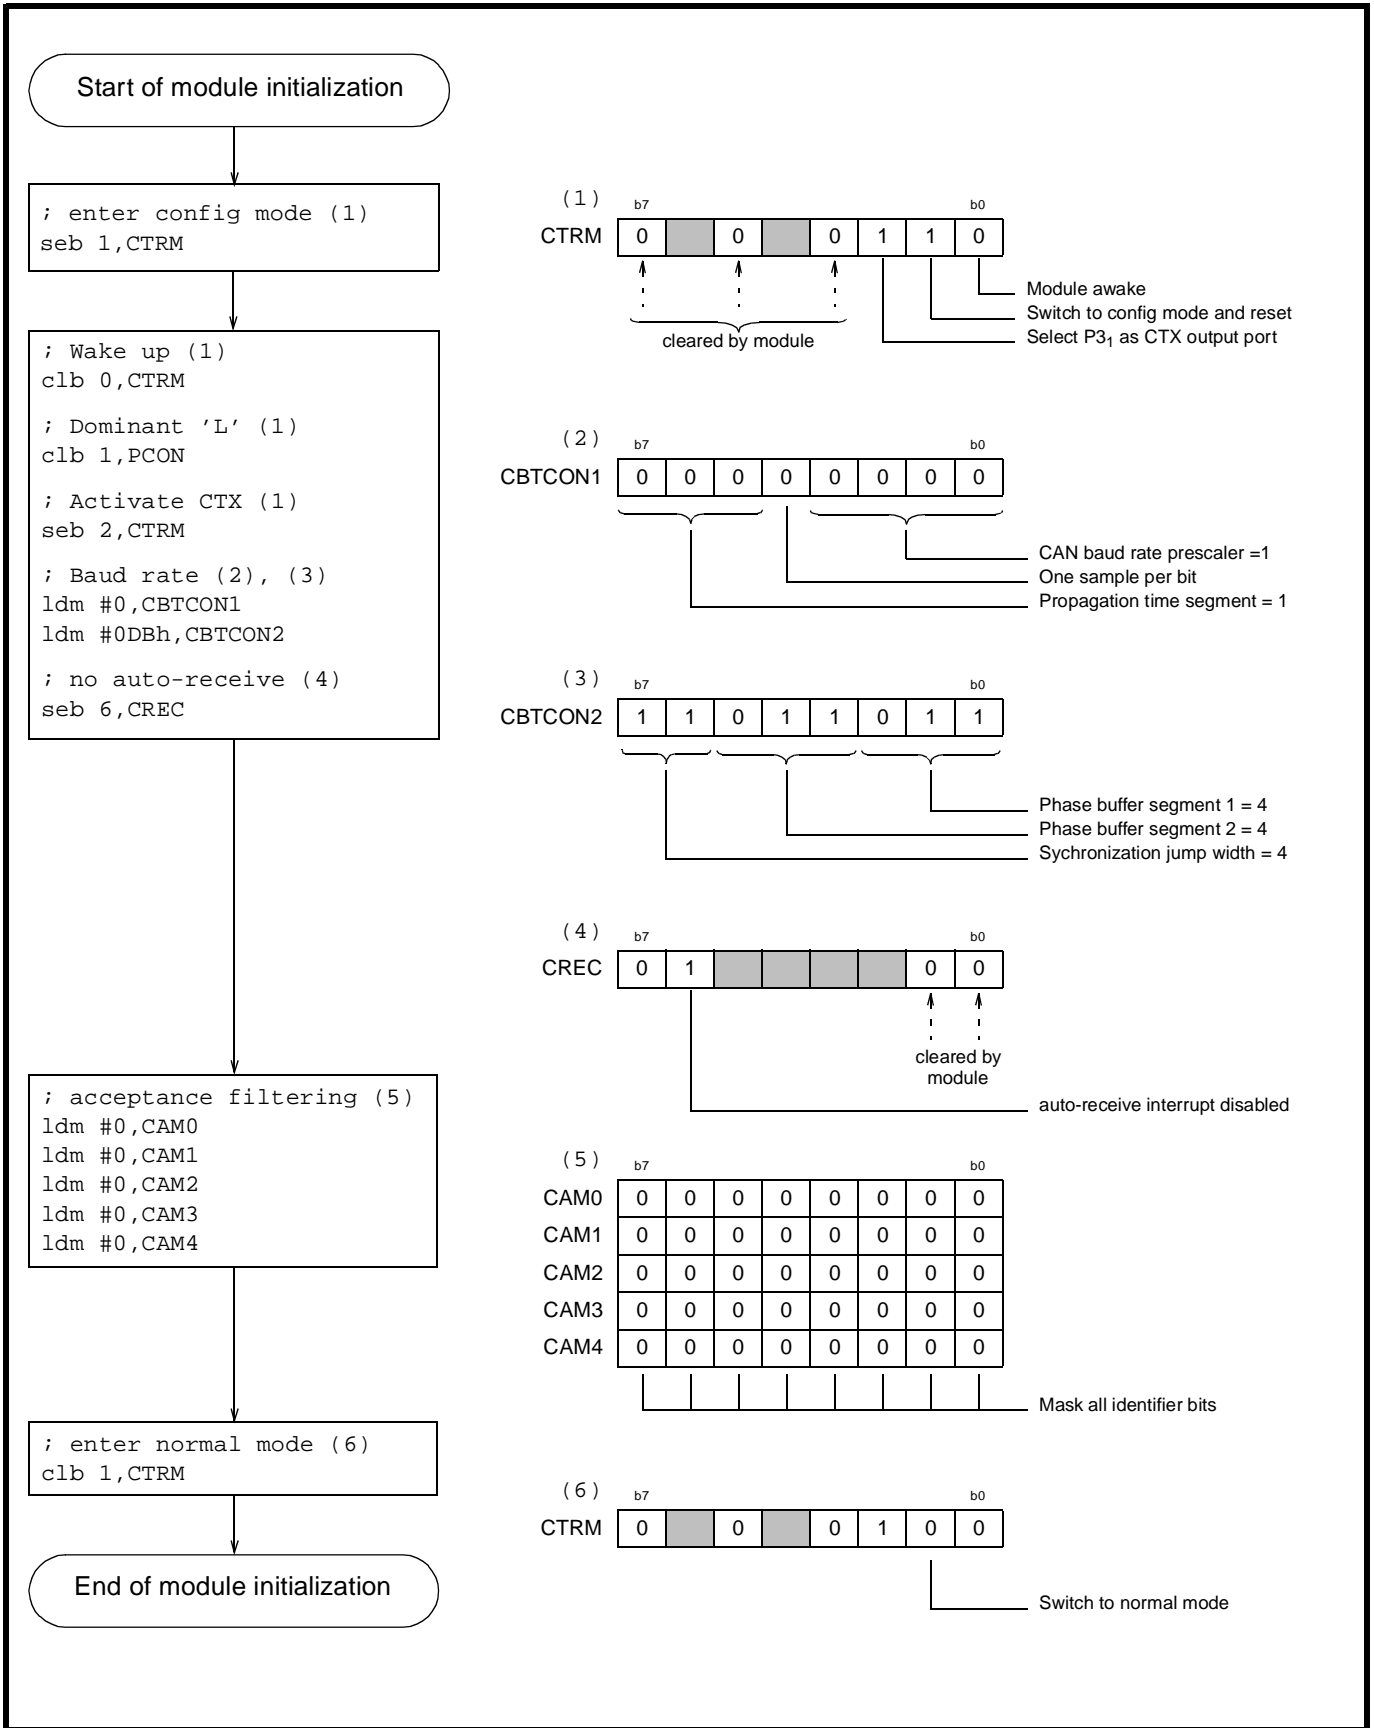 Start of module initialization
; enter config mode (1)
seb 1,CTRM
; Wake up (1)
clb 0,CTRM
; Dominant ’L’ (1)
clb 1,PCON
; Activate CTX (1)
seb 2,CTRM
; Baud rate (2), (3)
ldm #0,CBTCON1
ldm #0DBh,CBTCON2
; no auto-receive (4)
seb 6,CREC
; acceptance filtering (5)
ldm #0,CAM0
ldm #0,CAM1
ldm #0,CAM2
ldm #0,CAM3
ldm #0,CAM4
; enter normal mode (6)
clb 1,CTRM
End of module initialization
(1) b7 b0
CTRM 0 0 0 1 1 0
Module awake
Switch to config mode and reset
Select P31 as CTX output port
cleared by module
(2) b7 b0
CBTCON1 0 0 0 0 0 0 0 0
CAN baud rate prescaler =1
One sample per bit
Propagation time segment = 1
(3) b7 b0
CBTCON2 1 1 0 1 1 0 1 1
Phase buffer segment 1 = 4
Phase buffer segment 2 = 4
Sychronization jump width = 4
(4) b7 b0
CREC 0 1 0 0
cleared by
module
auto-receive interrupt disabled
(5) b7 b0
CAM0 0 0 0 0 0 0 0 0
CAM1 0 0 0 0 0 0 0 0
CAM2 0 0 0 0 0 0 0 0
CAM3 0 0 0 0 0 0 0 0
CAM4 0 0 0 0 0 0 0 0
Mask all identifier bits
(6) b7 b0
CTRM 0 0 0 1 0 0
Switch to normal mode